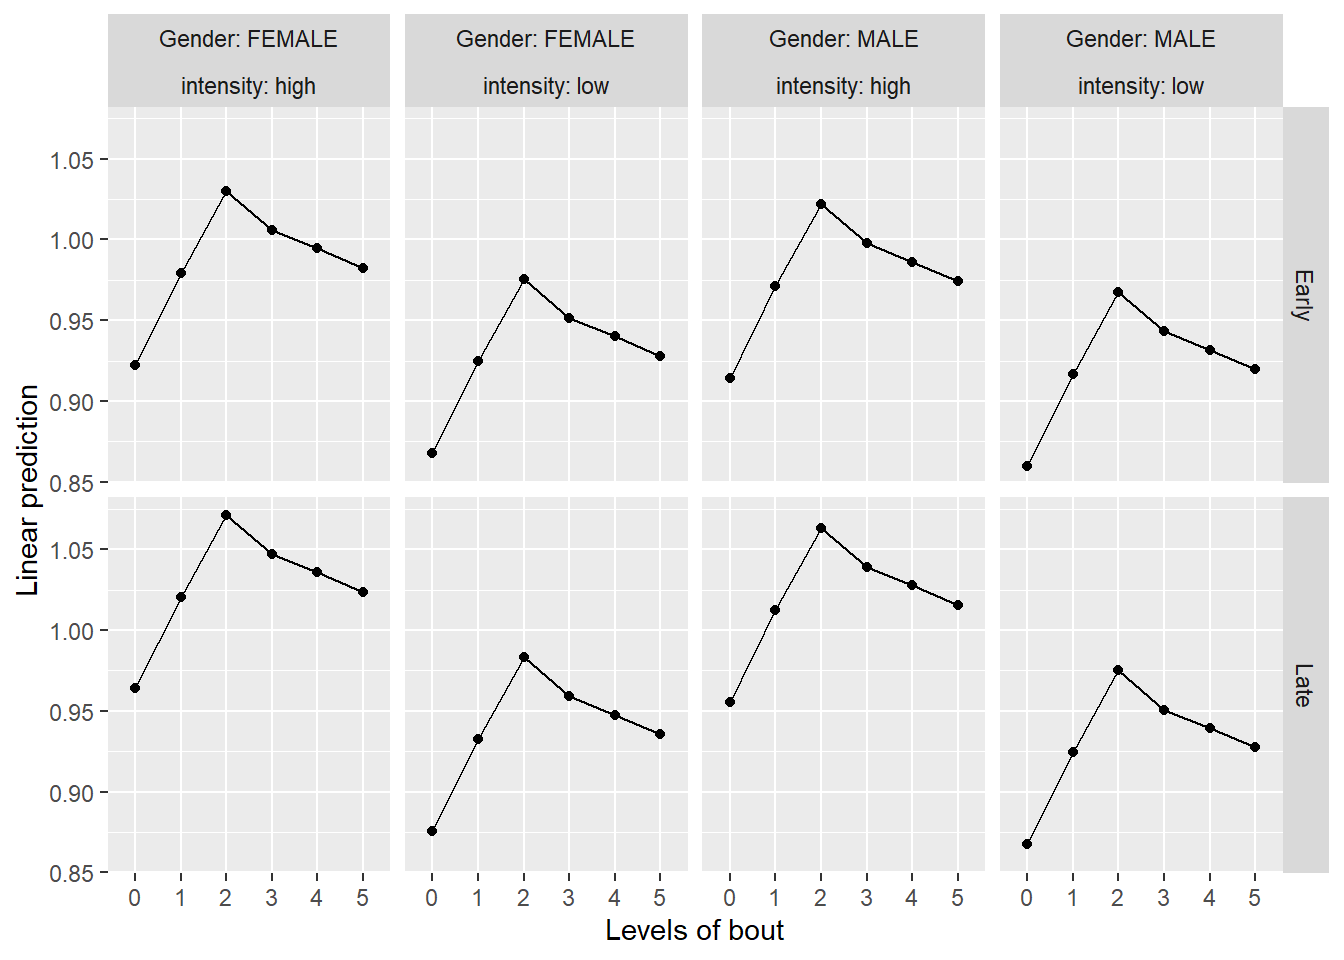 Gender: FEMALE
intensity: high
Gender: FEMALE
intensity: low
Gender: MALE
intensity: high
Gender: MALE
intensity: low
1.05
1.00
0.95
0.90
0.85
Early
Linear prediction
1.05
1.00
0.95
0.90
0.85
Late
0 1 2 3 4 5
0 1 2 3 4 5
0 1 2 3 4 5
0 1 2 3 4 5
Levels of bout